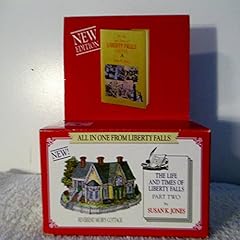 NEW
EDITION
LIBERTY FALLS
ALL IN ONE FROM LIBERTY FALLS
NEW!
THE LIFE
AND TIMES OF
LIBERTY FALLS
PART TWO
by
SUSAN K. JONES
COTTAGE